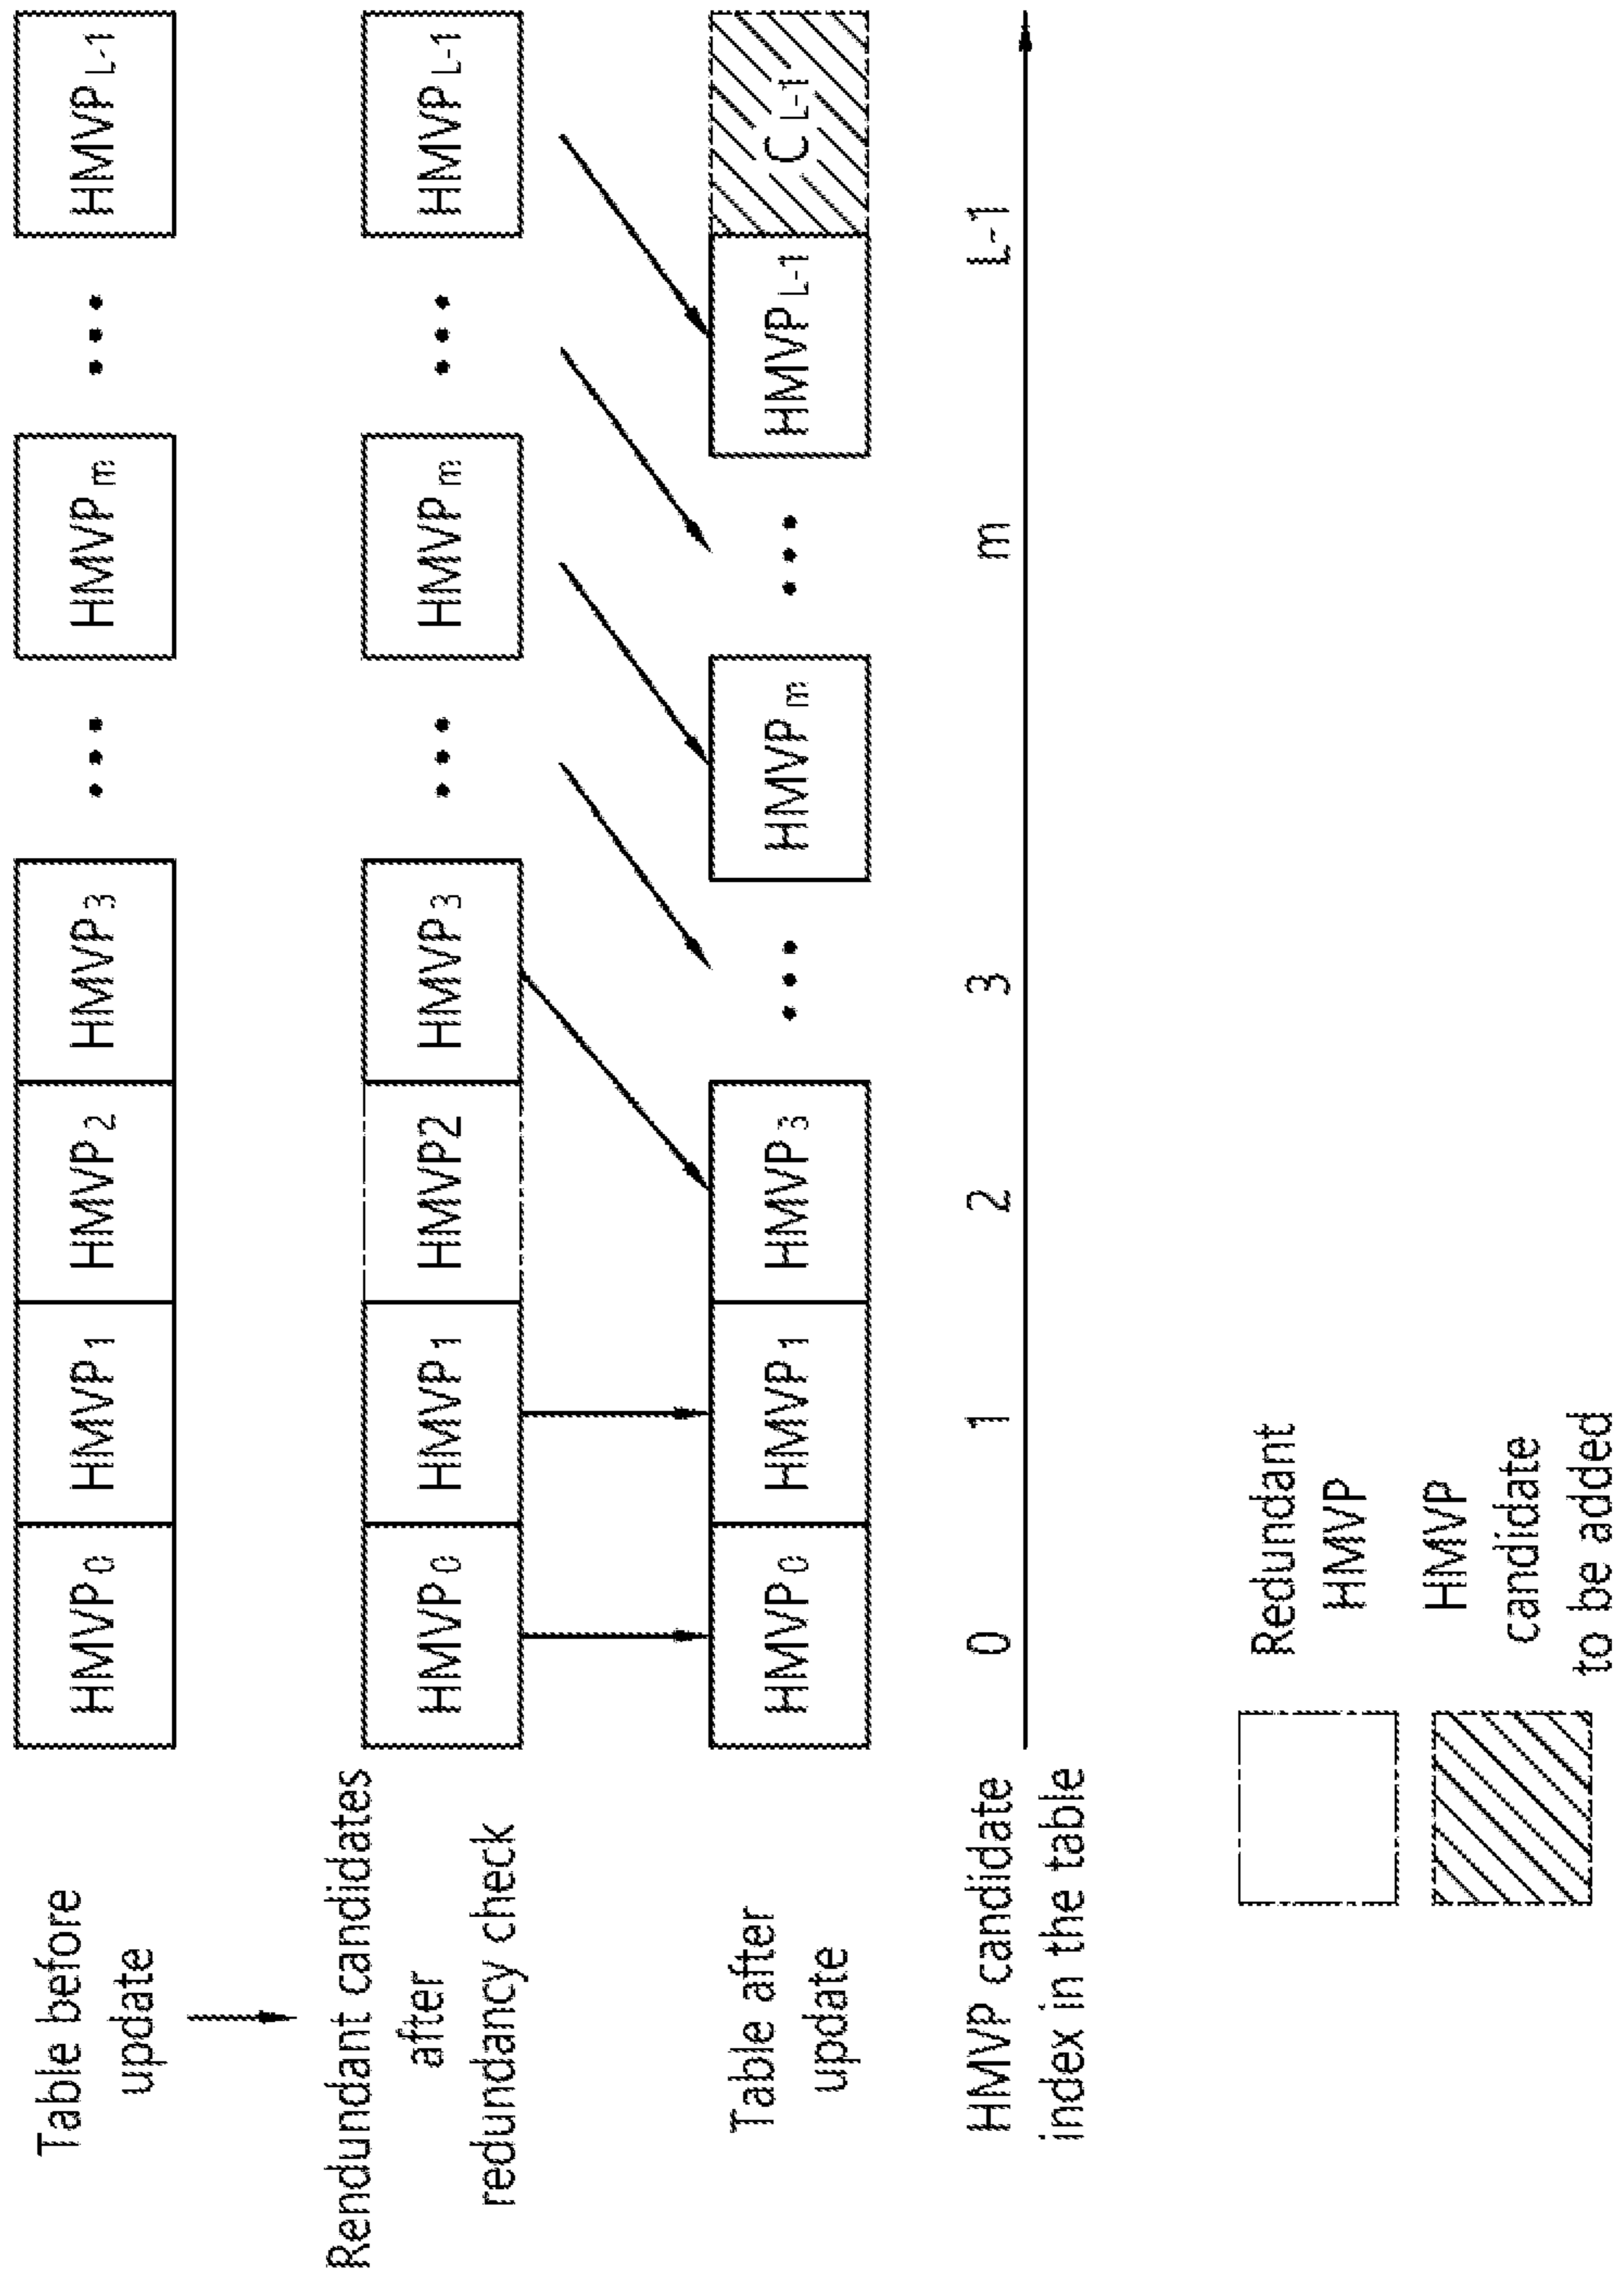 Table before
update
HMVP0
HMVP1
HMVP2
HMVP3
•••
HMVPm
•••
HMVPL-1
Rendundant candidates
after
redundancy check
HMVP0
HMVP1
HMVP2
HMVP3
•••
HMVPm
•••
HMVPL-1
Table after
update
HMVP0
HMVP1
HMVP3
•••
HMVPm
•••
HMVPL-1
CL-1
HMVP candidate
index in the table
0 1 2 3 m L-1
Redundant
HMVP
HMVP
candidate
to be added